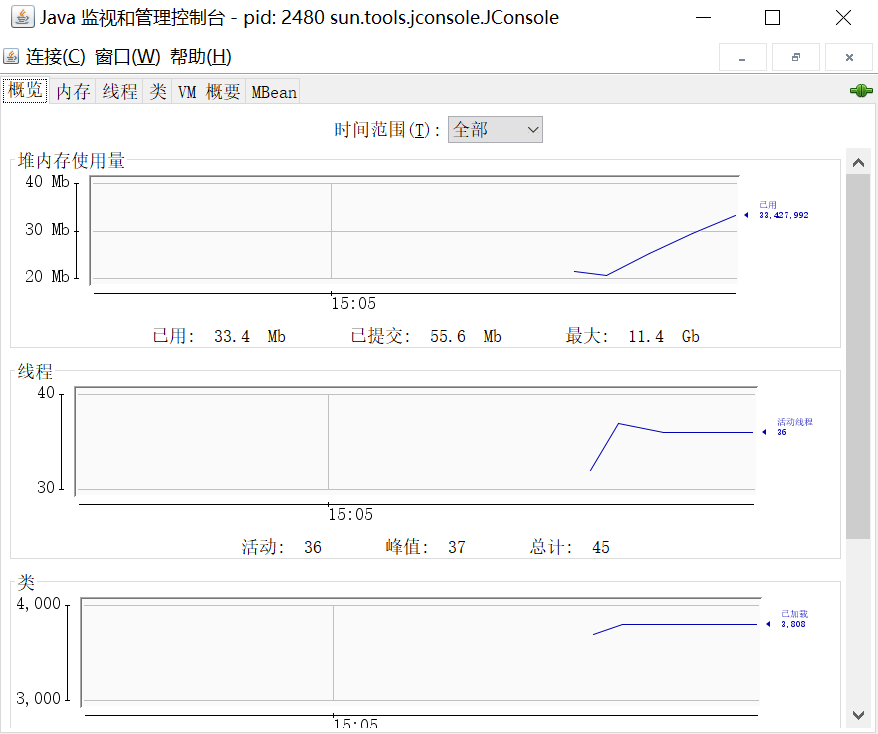 Java 监视和管理控制台 - pid: 2480 sun.tools.jconsole.JConsole
连接(C) 窗口(W) 帮助(H)
概览 内存 线程 类 VM 概要 MBean
时间范围(T): 全部
堆内存使用量
40 Mb
30 Mb
20 Mb
已用
33,427,992
15:05
已用: 33.4 Mb 已提交: 55.6 Mb 最大: 11.4 Gb
线程
40
30
活动线程
36
15:05
活动: 36 峰值: 37 总计: 45
类
4,000
3,000
已加载
3,808
15:05